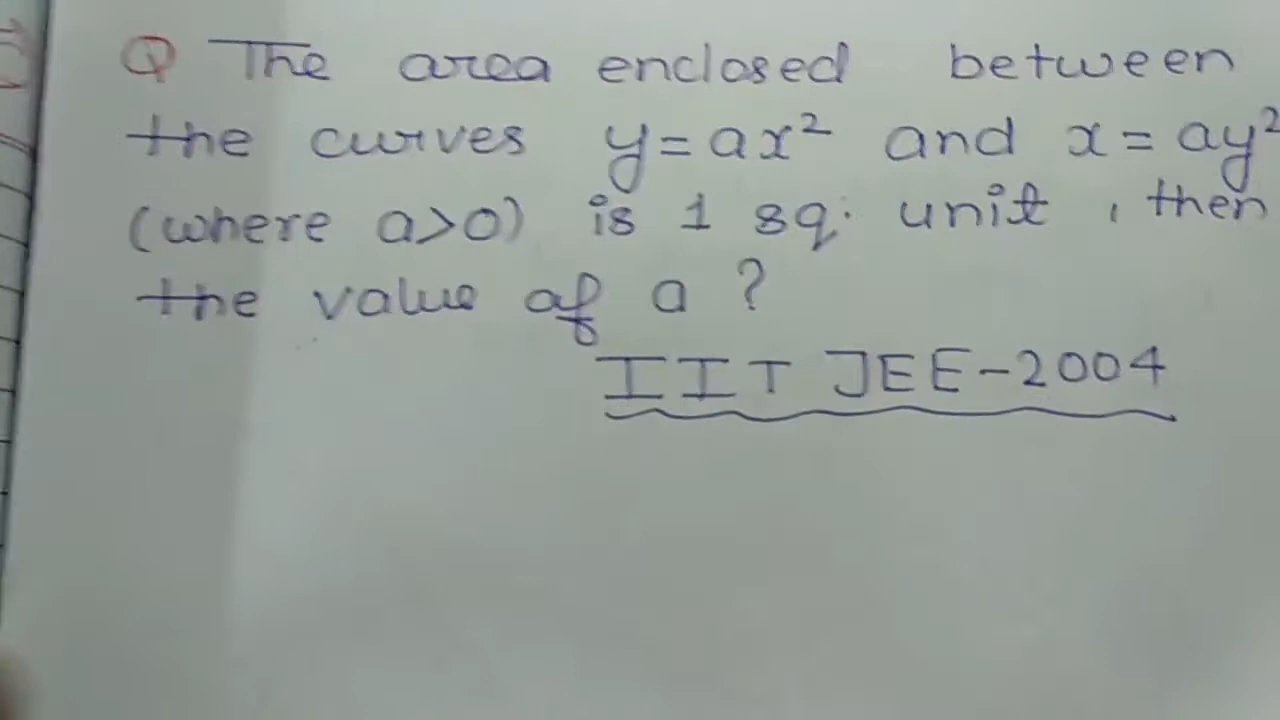 Q The area enclosed between
the curves y = ax² and x = ay²
(where a>0) is 1 sq. unit, then
the value of a ?
IIT JEE-2004